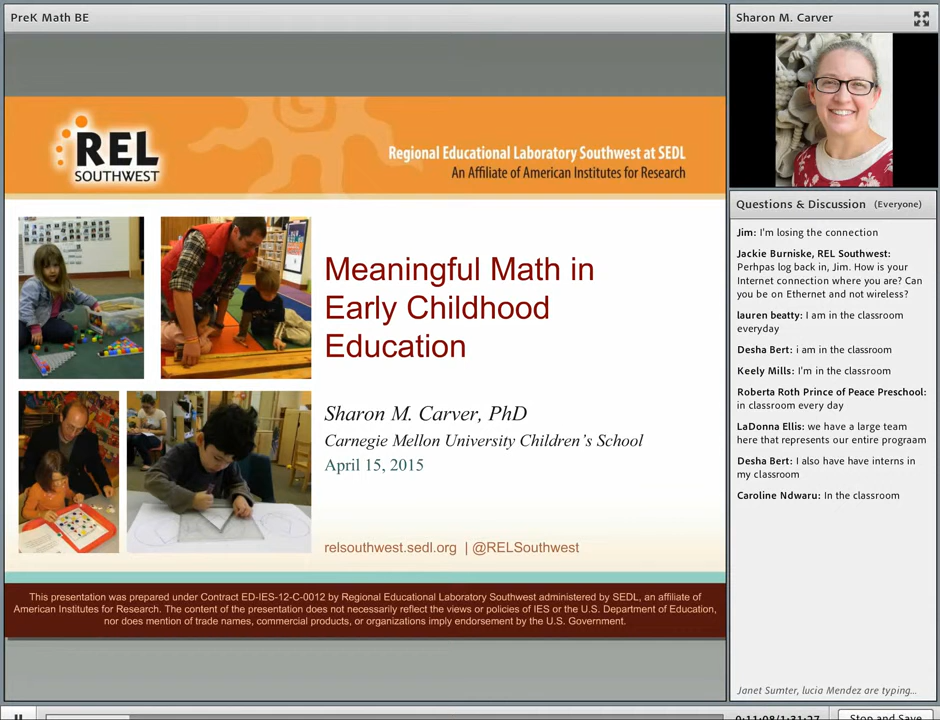 PreK Math BE
REL
SOUTHWEST
Regional Educational Laboratory Southwest at SEDL
An Affiliate of American Institutes for Research
Meaningful Math in
Early Childhood
Education
Sharon M. Carver, PhD
Carnegie Mellon University Children's School
April 15, 2015
relsouthwest.sedl.org | @RELSouthwest
This presentation was prepared under Contract ED-IES-12-C-0012 by Regional Educational Laboratory Southwest administered by SEDL, an affiliate of
American Institutes for Research. The content of the presentation does not necessarily reflect the views or policies of IES or the U.S. Department of Education,
nor does mention of trade names, commercial products, or organizations imply endorsement by the U.S. Government.
Sharon M. Carver
Questions & Discussion (Everyone)
Jim: I'm losing the connection
Jackie Burniske, REL Southwest:
Perhpas log back in, Jim. How is your
Internet connection where you are? Can
you be on Ethernet and not wireless?
lauren beatty: I am in the classroom
everyday
Desha Bert: i am in the classroom
Keely Mills: I'm in the classroom
Roberta Roth Prince of Peace Preschool:
in classroom every day
LaDonna Ellis: we have a large team
here that represents our entire prograam
Desha Bert: I also have have interns in
my classroom
Caroline Ndwaru: In the classroom
Janet Sumter, lucia Mendez are typing...
0:11:08/1:31:27
Stop and Save